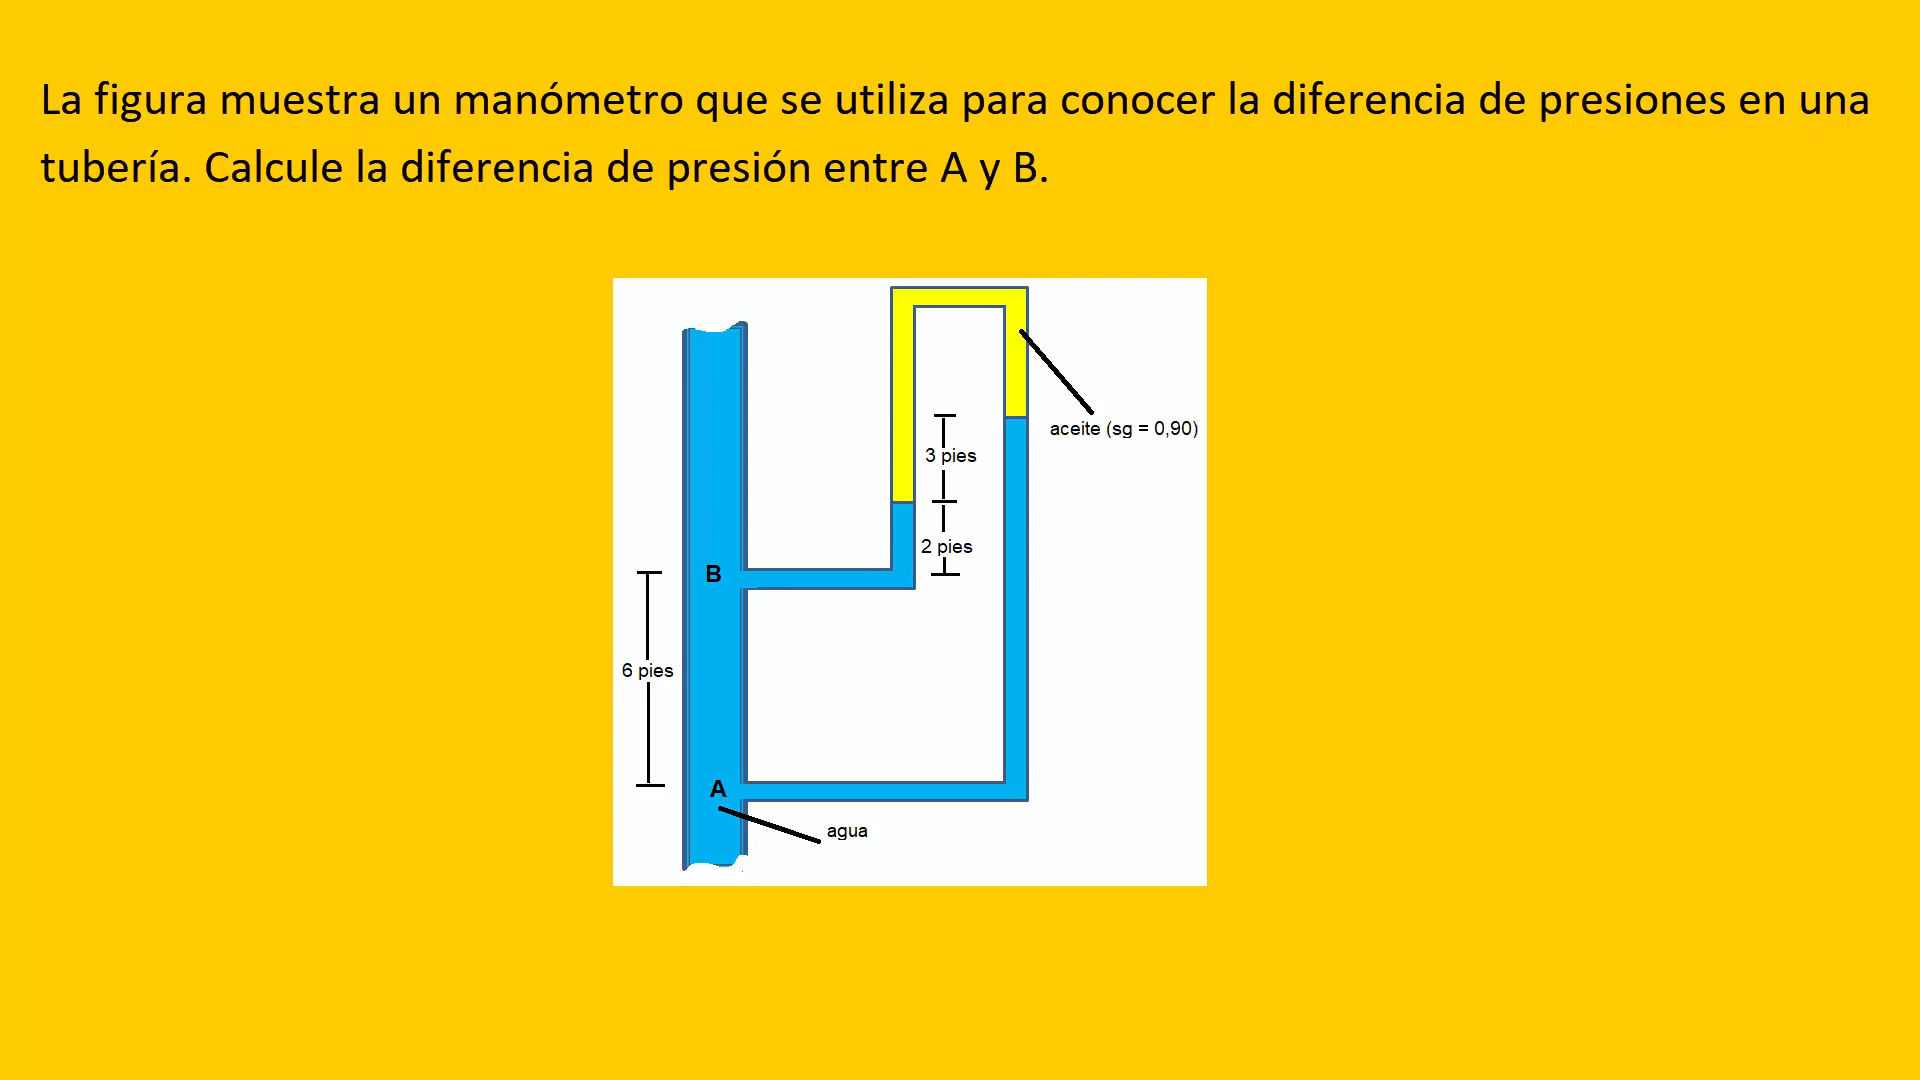 La figura muestra un manómetro que se utiliza para conocer la diferencia de presiones en una
tubería. Calcule la diferencia de presión entre A y B.
aceite (sg = 0,90)
3 pies
2 pies
B
6 pies
A
agua